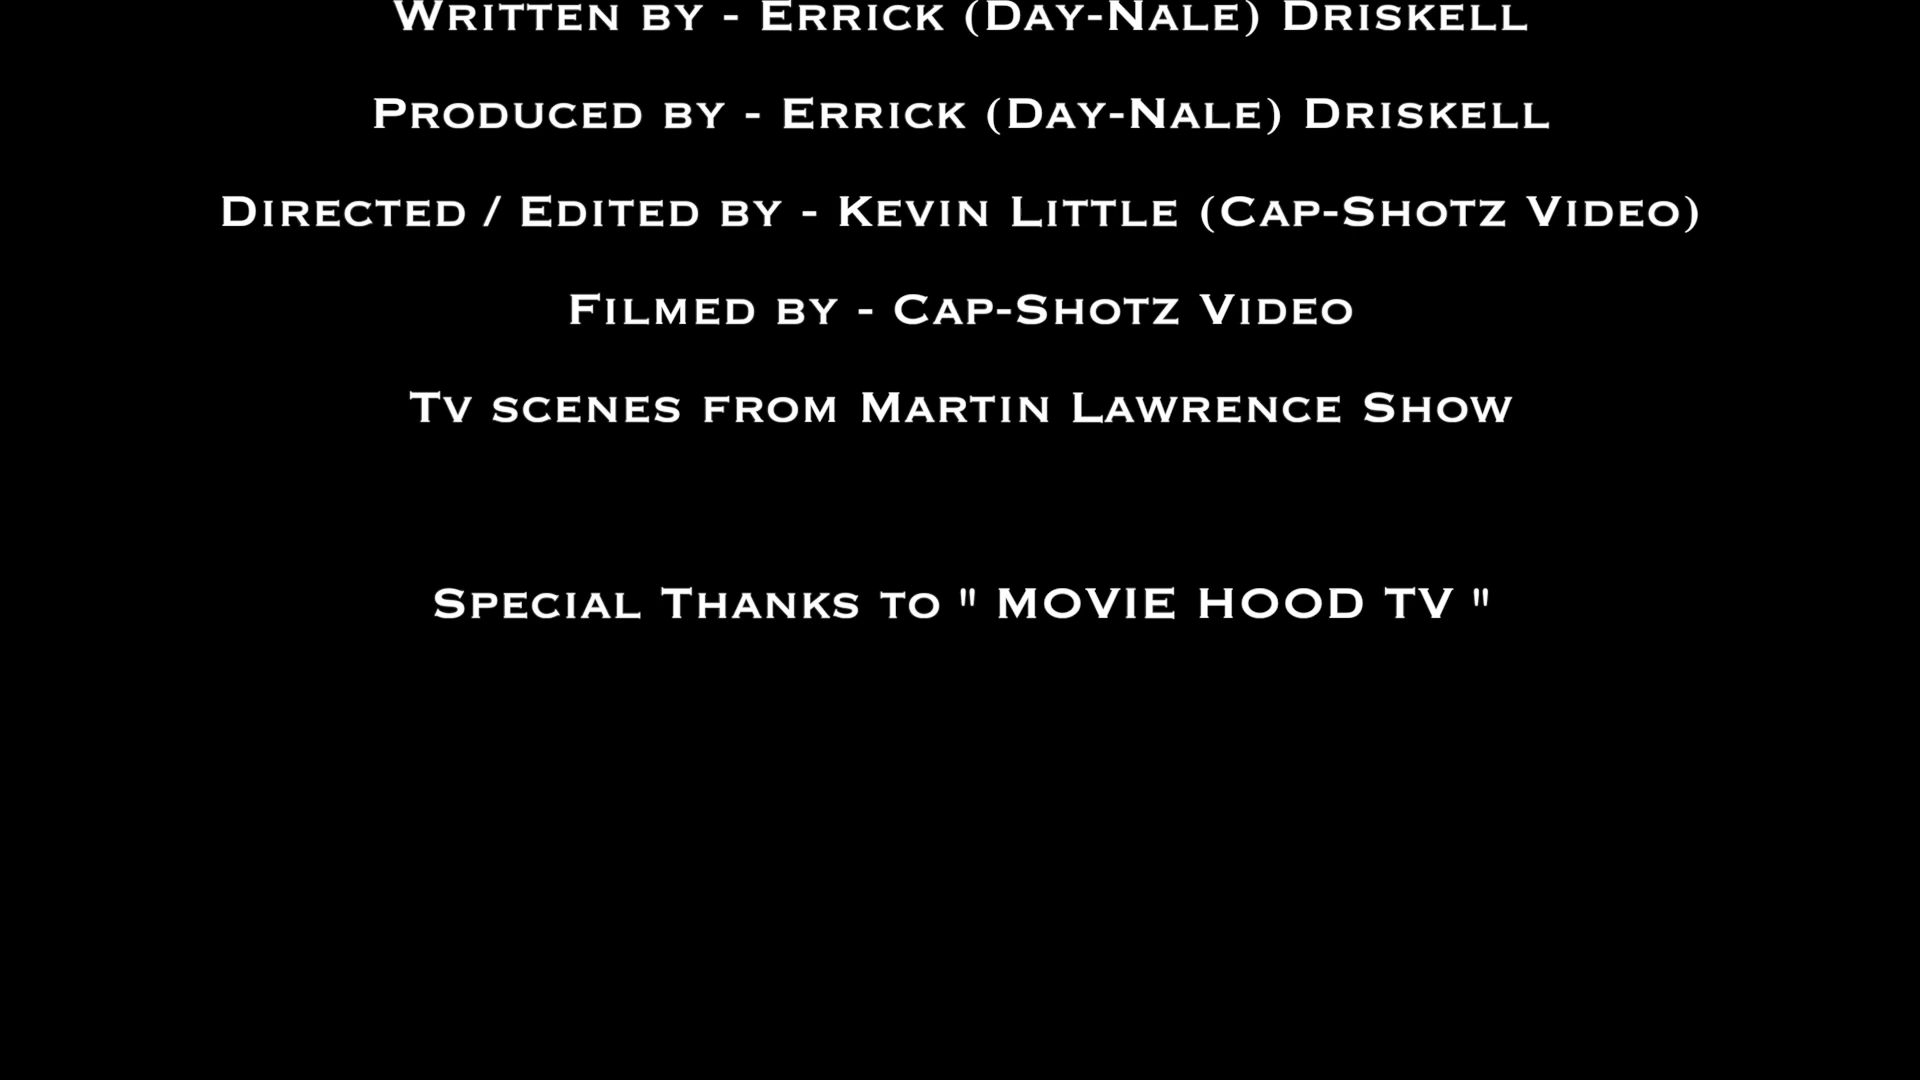 Written by - Errick (Day-Nale) Driskell
Produced by - Errick (Day-Nale) Driskell
Directed / Edited by - Kevin Little (Cap-Shotz Video)
Filmed by - Cap-Shotz Video
Tv scenes from Martin Lawrence Show
Special Thanks to " MOVIE HOOD TV "